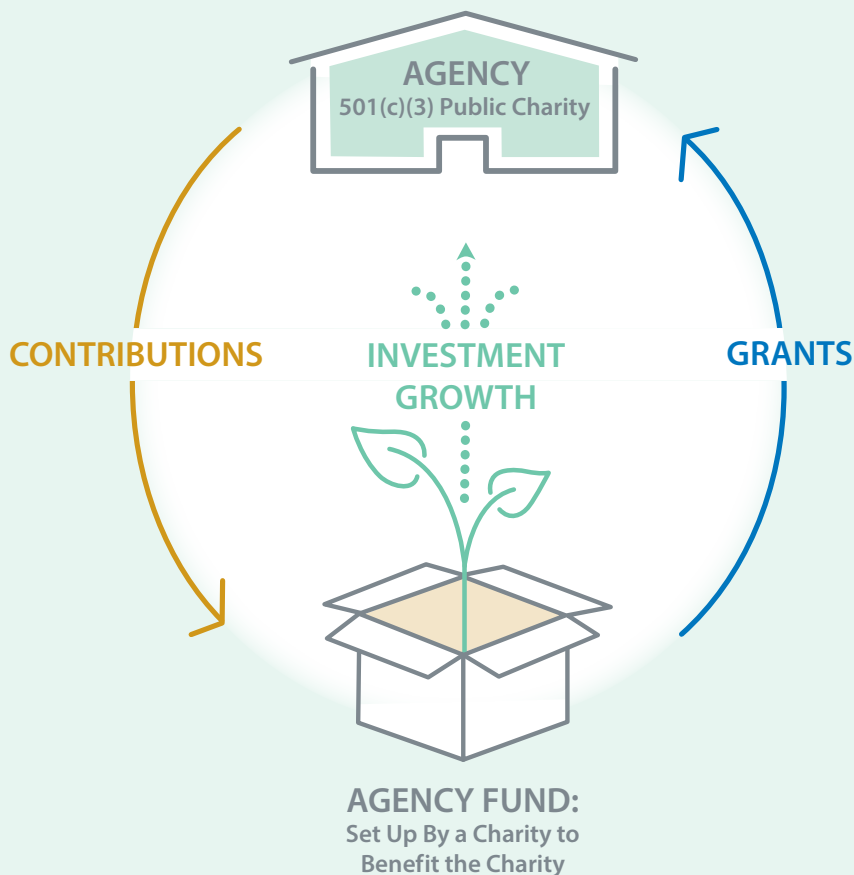 AGENCY
501(c)(3) Public Charity
CONTRIBUTIONS
INVESTMENT
GROWTH
GRANTS
AGENCY FUND:
Set Up By a Charity to
Benefit the Charity